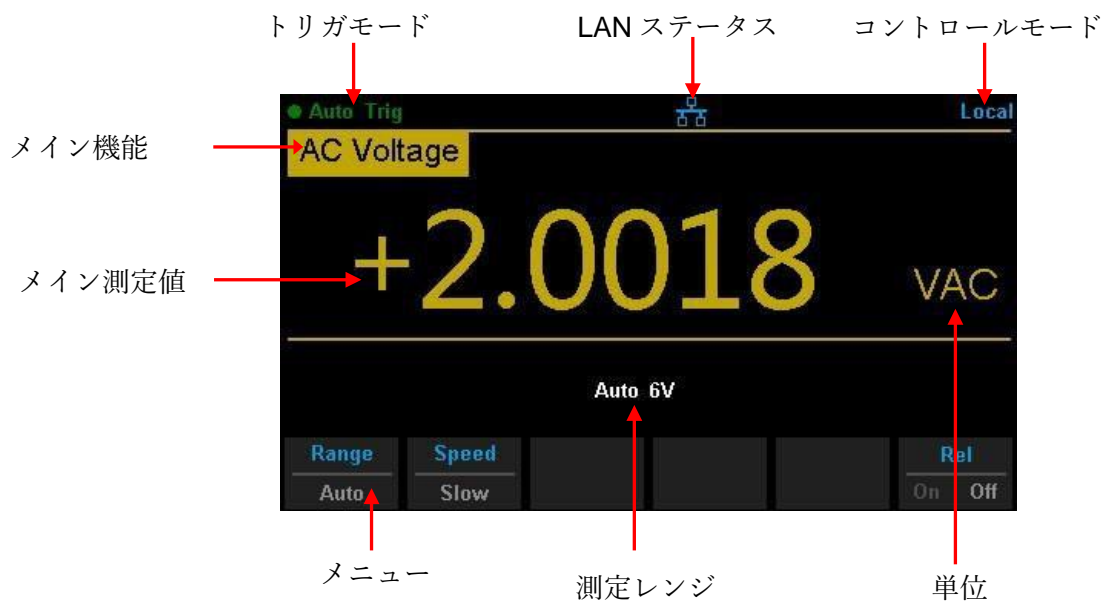 トリガモード LAN ステータス コントロールモード
Auto Trig Local
メイン機能 AC Voltage
メイン測定値 +2.0018 VAC
Auto 6V
Range Speed Rel
Auto Slow On Off
メニュー 測定レンジ 単位